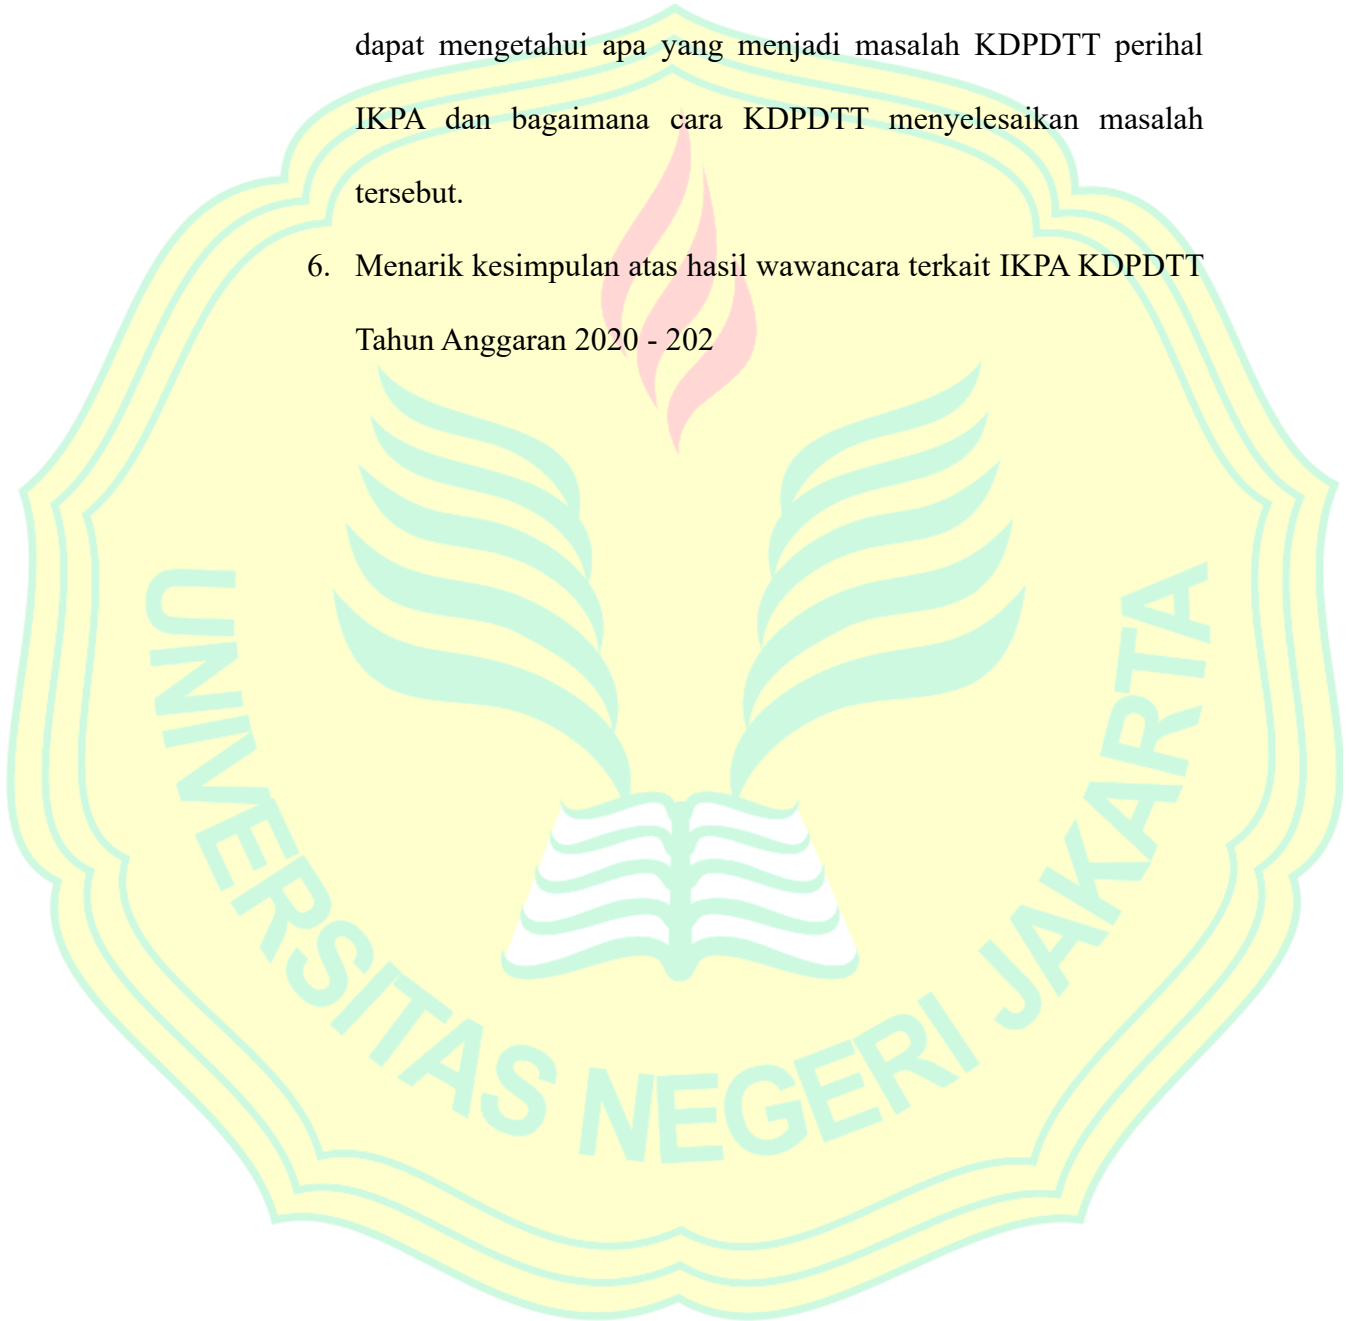 dapat mengetahui apa yang menjadi masalah KDPDTT perihal
IKPA dan bagaimana cara KDPDTT menyelesaikan masalah
tersebut.
6. Menarik kesimpulan atas hasil wawancara terkait IKPA KDPDTT
Tahun Anggaran 2020 - 202
UNIVERSITAS NEGERI JAKARTA